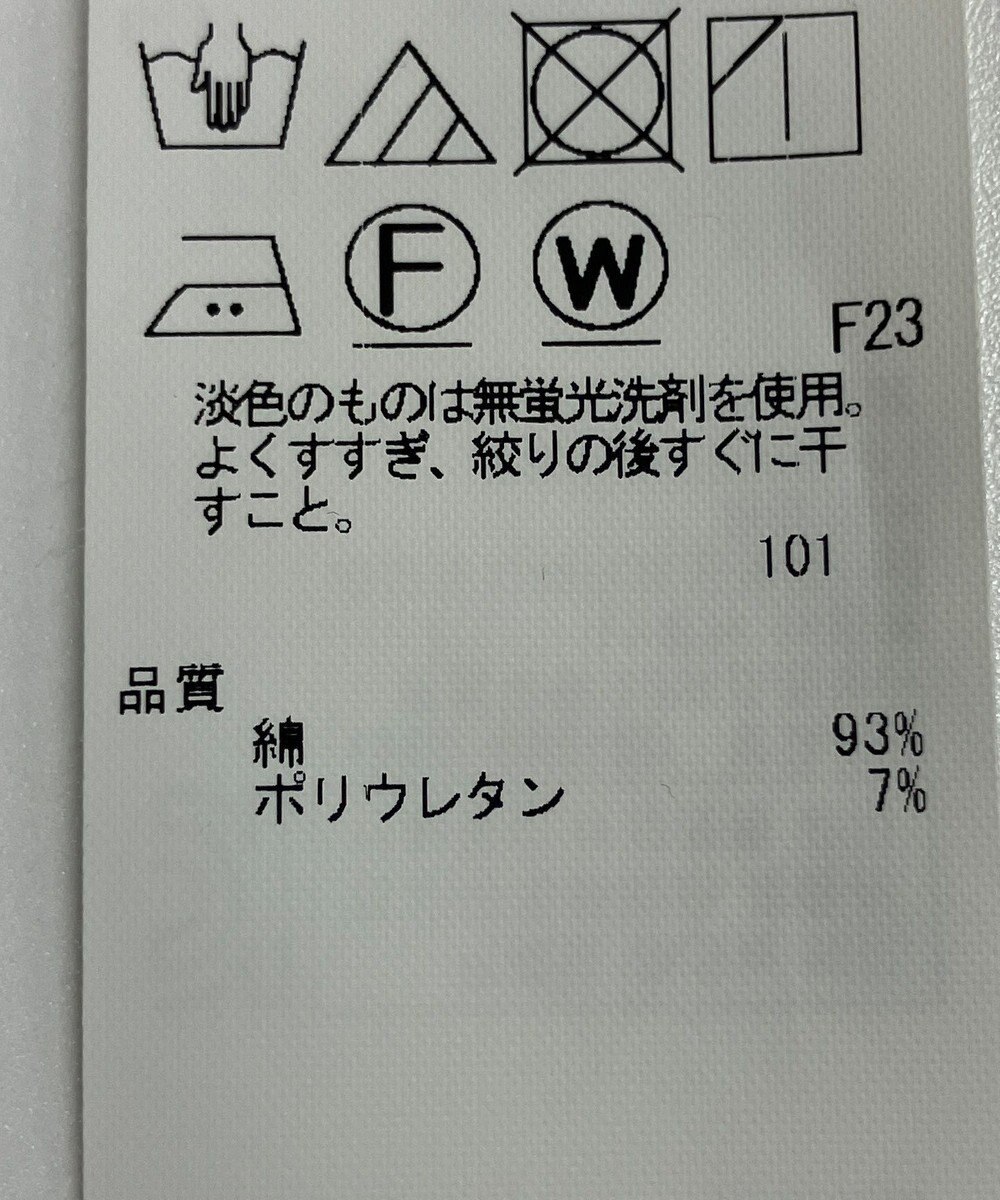 F
W
F23
淡色のものは無蛍光洗剤を使用。
よくすすぎ、絞りの後すぐに干
すこと。
101
品質
綿 93%
ポリウレタン 7%